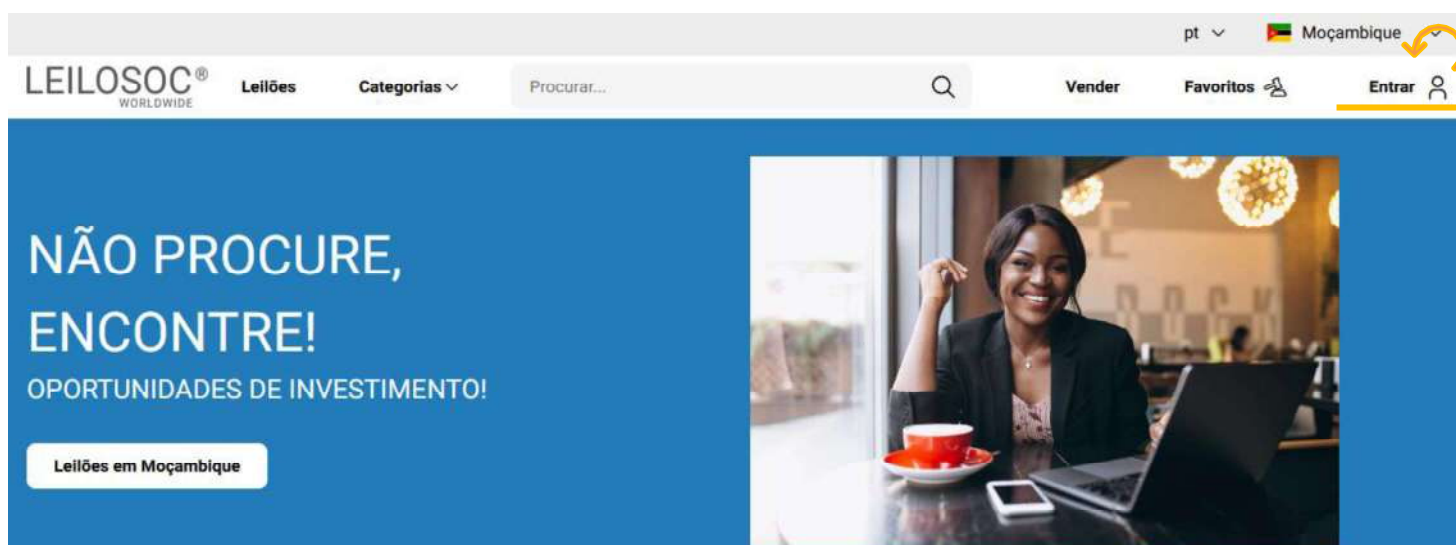 pt Moçambique
LEILOSOC®
WORLDWIDE
Leilões Categorias Procurar... Vender Favoritos Entrar
NÃO PROCURE,
ENCONTRE!
OPORTUNIDADES DE INVESTIMENTO!
Leilões em Moçambique